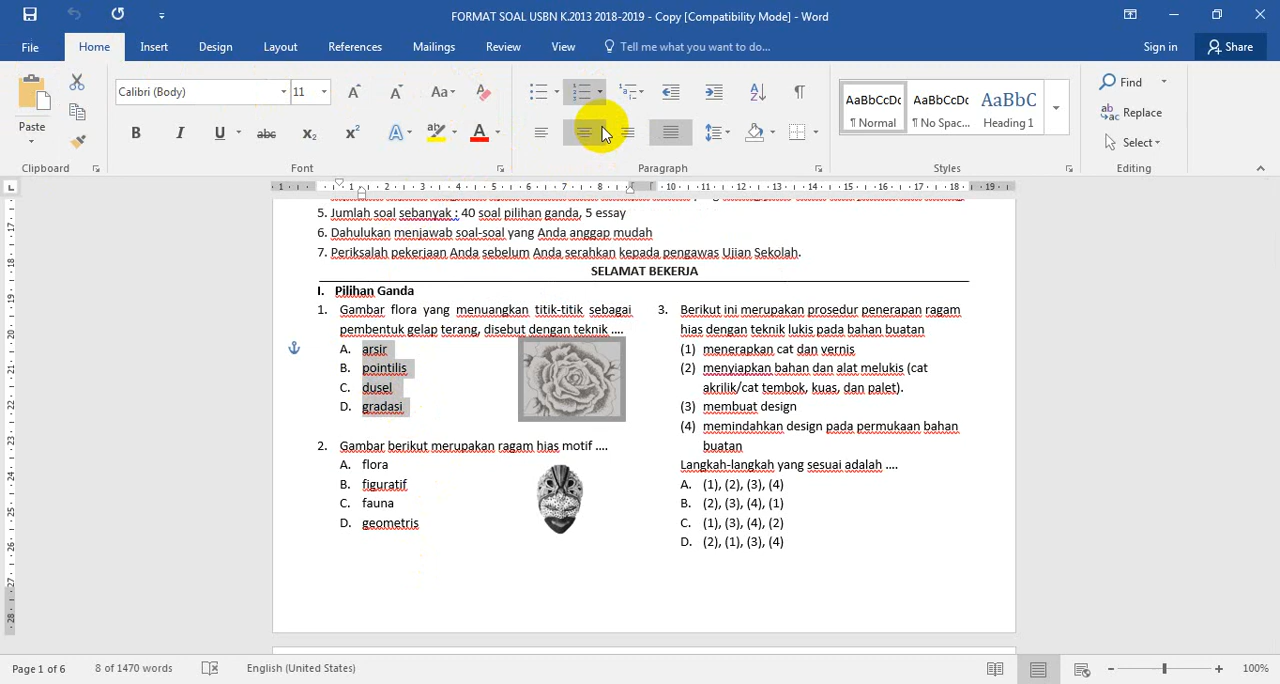 FORMAT SOAL USBN K.2013 2018-2019 - Copy [Compatibility Mode] - Word
File Home Insert Design Layout References Mailings Review View Tell me what you want to do... Sign in Share
Paste
Calibri (Body) 11
Aa
AaBbCcDc AaBbCcDc AaBbC
¶ Normal ¶ No Spac... Heading 1
Find
Replace
Select
Clipboard Font Paragraph Styles Editing
5. Jumlah soal sebanyak : 40 soal pilihan ganda, 5 essay
6. Dahulukan menjawab soal-soal yang Anda anggap mudah
7. Periksalah pekerjaan Anda sebelum Anda serahkan kepada pengawas Ujian Sekolah.
SELAMAT BEKERJA
I. Pilihan Ganda
1. Gambar flora yang menuangkan titik-titik sebagai
pembentuk gelap terang, disebut dengan teknik ....
A. arsir
B. pointilis
C. dusel
D. gradasi
2. Gambar berikut merupakan ragam hias motif ....
A. flora
B. figuratif
C. fauna
D. geometris
3. Berikut ini merupakan prosedur penerapan ragam
hias dengan teknik lukis pada bahan buatan
(1) menerapkan cat dan vernis
(2) menyiapkan bahan dan alat melukis (cat
akrilik/cat tembok, kuas, dan palet).
(3) membuat design
(4) memindahkan design pada permukaan bahan
buatan
Langkah-langkah yang sesuai adalah ....
A. (1), (2), (3), (4)
B. (2), (3), (4), (1)
C. (1), (3), (4), (2)
D. (2), (1), (3), (4)
Page 1 of 6 8 of 1470 words English (United States) 100%